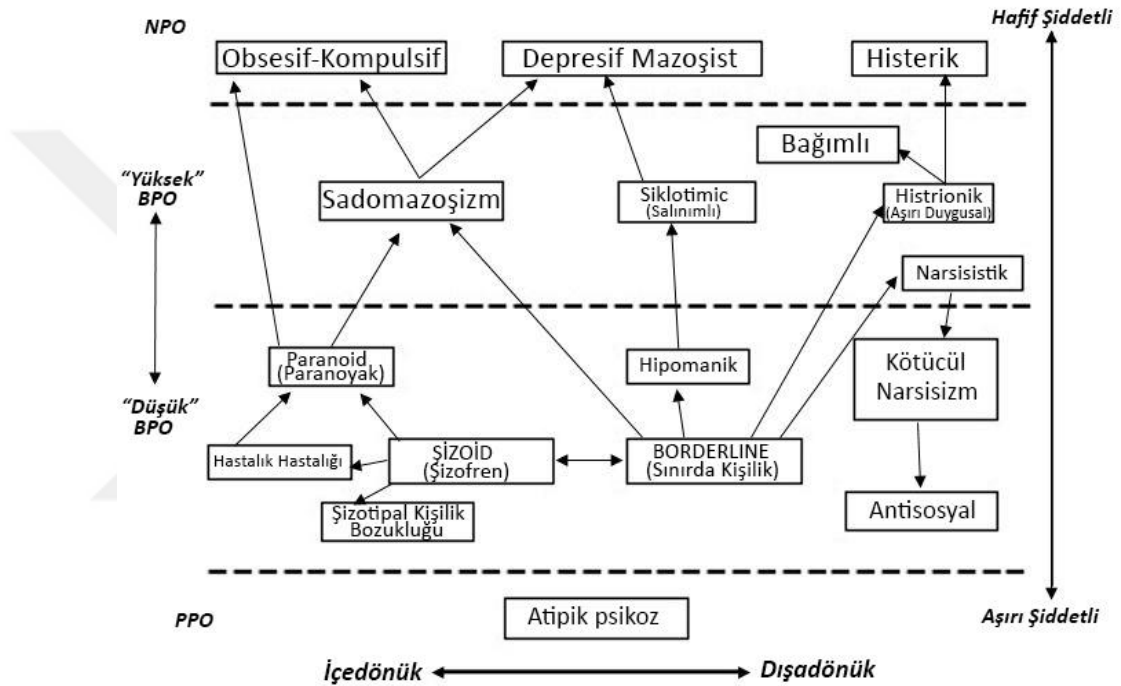 NPO
Hafif Şiddetli
Obsesif-Kompulsif
Depresif Mazoşist
Histerik
Bağımlı
"Yüksek"
BPO
Sadomazoşizm
Siklotimic
(Salınımlı)
Histrionik
(Aşırı Duygusal)
Narsisistik
Paranoid
(Paranoyak)
Hipomanik
Kötücül
Narsisizm
"Düşük"
BPO
Hastalık Hastalığı
ŞİZOİD
(Şizofren)
BORDERLINE
(Sınırda Kişilik)
Şizotipal Kişilik
Bozukluğu
Antisosyal
PPO
Atipik psikoz
Aşırı Şiddetli
İçedönük
Dışadönük